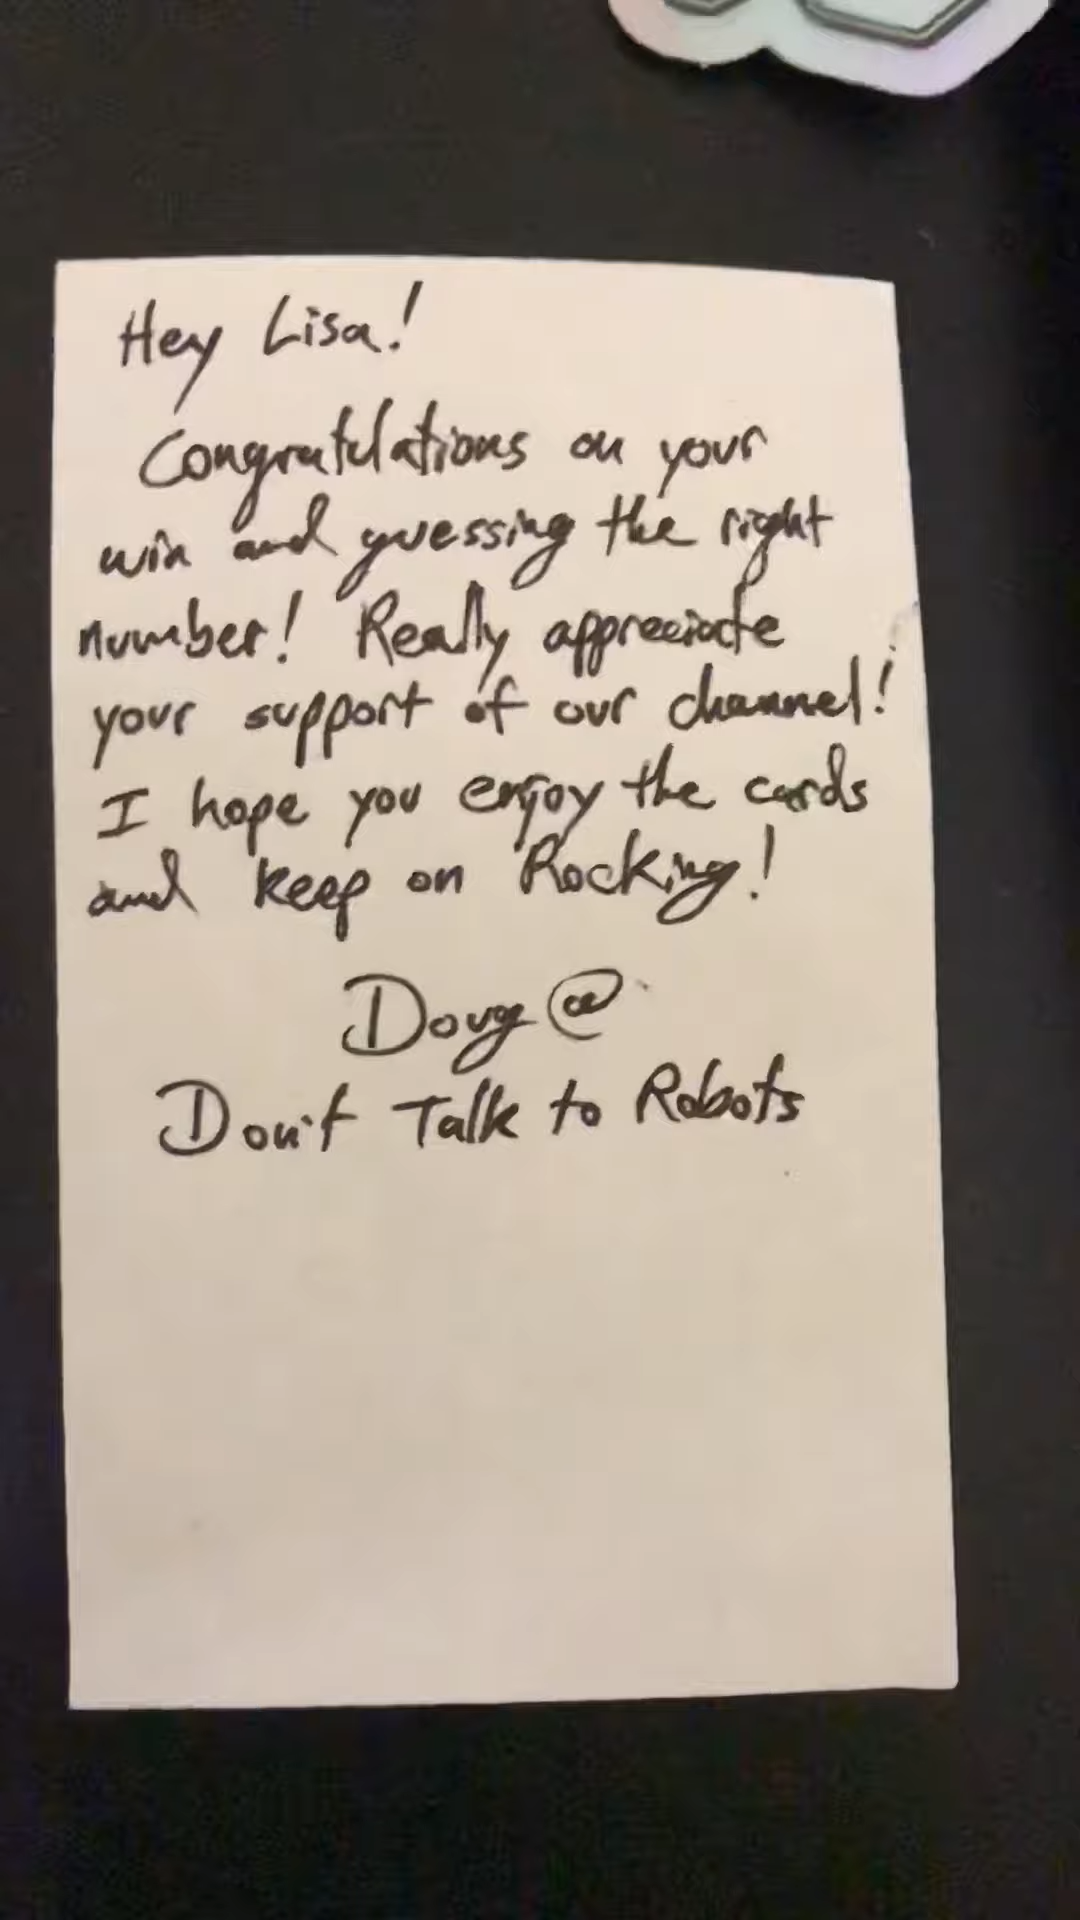 Hey Lisa!
Congratulations on your
win and guessing the right
number! Really appreciate
your support of our channel!
I hope you enjoy the cards
and keep on Rocking!
Doug @
Don't Talk to Robots